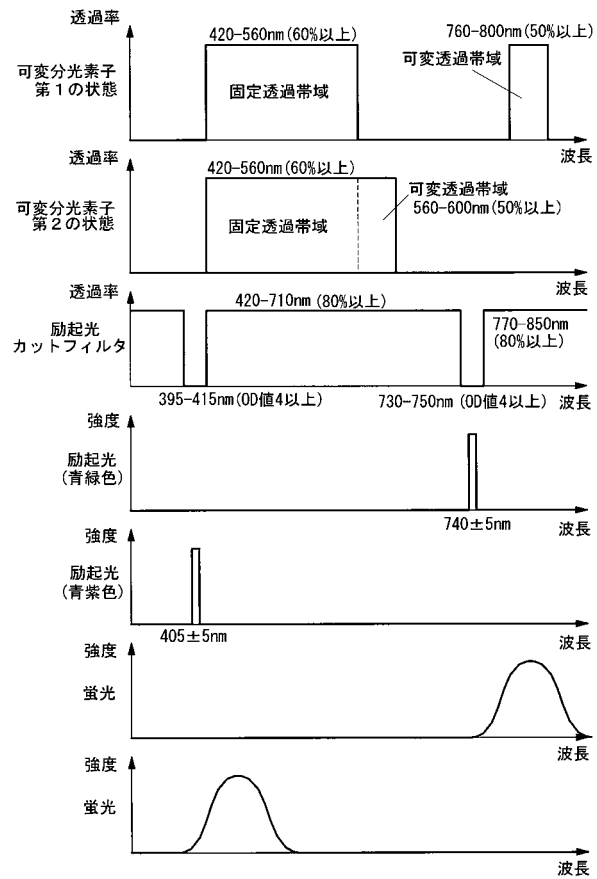 透過率
420-560nm(60%以上)
760-800nm(50%以上)
可変分光素子
第1の状態
固定透過帯域
可変透過帯域
波長
透過率
420-560nm(60%以上)
可変分光素子
第2の状態
固定透過帯域
可変透過帯域
560-600nm(50%以上)
波長
透過率
420-710nm(80%以上)
励起光
カットフィルタ
770-850nm
(80%以上)
395-415nm(OD値4以上)
730-750nm(OD値4以上)
波長
強度
励起光
(青緑色)
740±5nm
波長
強度
励起光
(青紫色)
405±5nm
波長
強度
蛍光
波長
強度
蛍光
波長